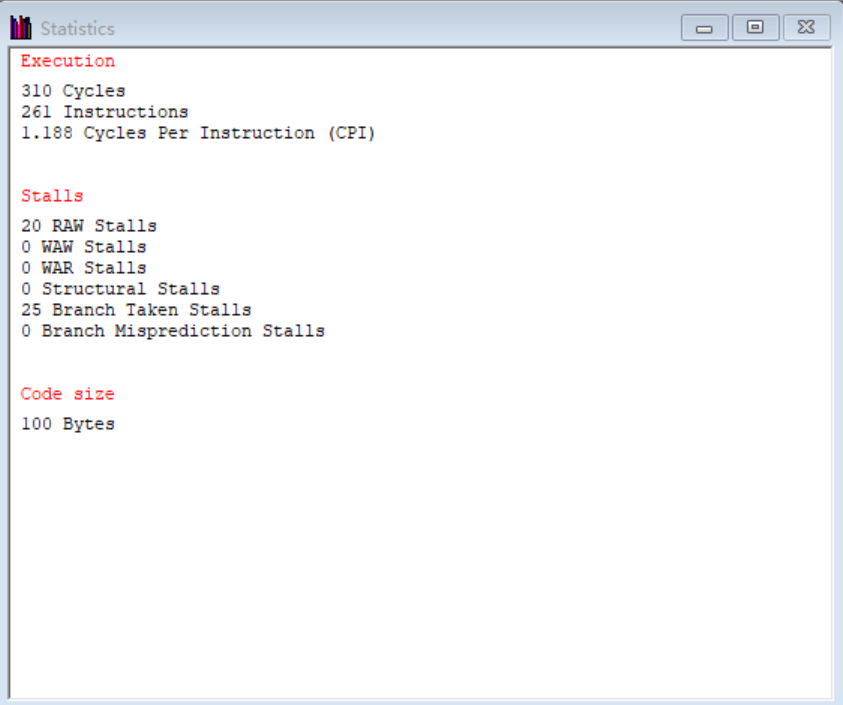 Statistics
Execution
310 Cycles
261 Instructions
1.188 Cycles Per Instruction (CPI)
Stalls
20 RAW Stalls
0 WAW Stalls
0 WAR Stalls
0 Structural Stalls
25 Branch Taken Stalls
0 Branch Misprediction Stalls
Code size
100 Bytes